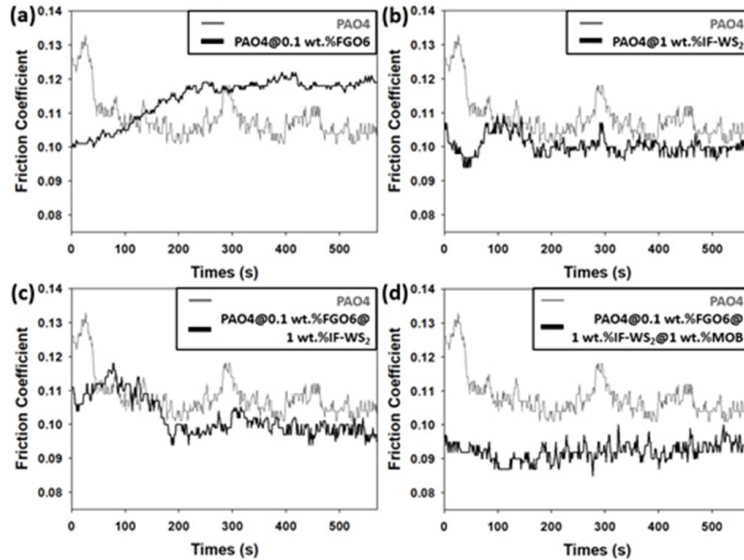 (a)
0.14
0.13
0.12
0.11
0.10
0.09
0.08
Friction Coefficient
PAO4
PAO4@0.1 wt.%FGO6
0 100 200 300 400 500
Times (s)
(b)
0.14
0.13
0.12
0.11
0.10
0.09
0.08
Friction Coefficient
PAO4
PAO4@1 wt.%IF-WS₂
0 100 200 300 400 500
Times (s)
(c)
0.14
0.13
0.12
0.11
0.10
0.09
0.08
Friction Coefficient
PAO4
PAO4@0.1 wt.%FGO6@
1 wt.%IF-WS₂
0 100 200 300 400 500
Times (s)
(d)
0.14
0.13
0.12
0.11
0.10
0.09
0.08
Friction Coefficient
PAO4
PAO4@0.1 wt.%FGO6@
1 wt.%IF-WS₂@1 wt.%MOB
0 100 200 300 400 500
Times (s)